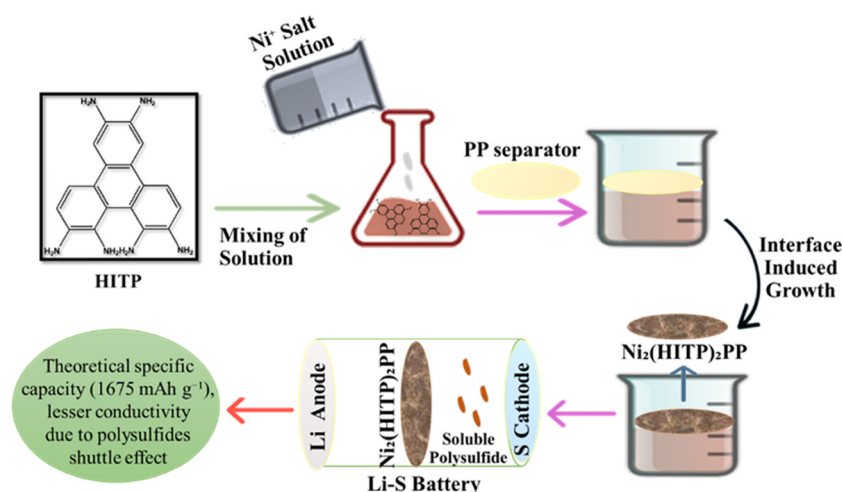 Ni⁺ Salt
Solution
H₂N
NH₂
H₂N
NH₂H₂N
NH₂
HITP
Mixing of
Solution
PP separator
Interface
Induced
Growth
Ni₂(HITP)₂PP
Theoretical specific
capacity (1675 mAh g⁻¹),
lesser conductivity
due to polysulfides
shuttle effect
Li Anode
Ni₂(HITP)₂PP
Soluble
Polysulfide
S Cathode
Li-S Battery